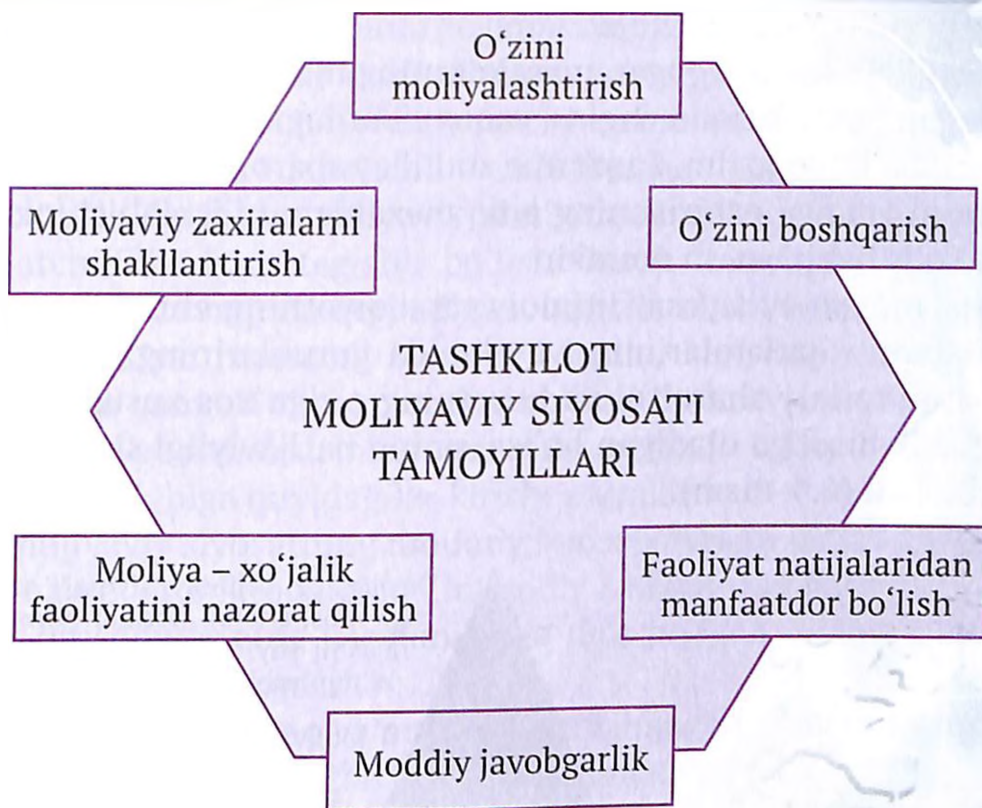 O‘zini
moliyalashtirish
Moliyaviy zaxiralarni
shakllantirish
O‘zini boshqarish
TASHKILOT
MOLIYAVIY SIYOSATI
TAMOYILLARI
Moliya – xo‘jalik
faoliyatini nazorat qilish
Faoliyat natijalaridan
manfaatdor bo‘lish
Moddiy javobgarlik